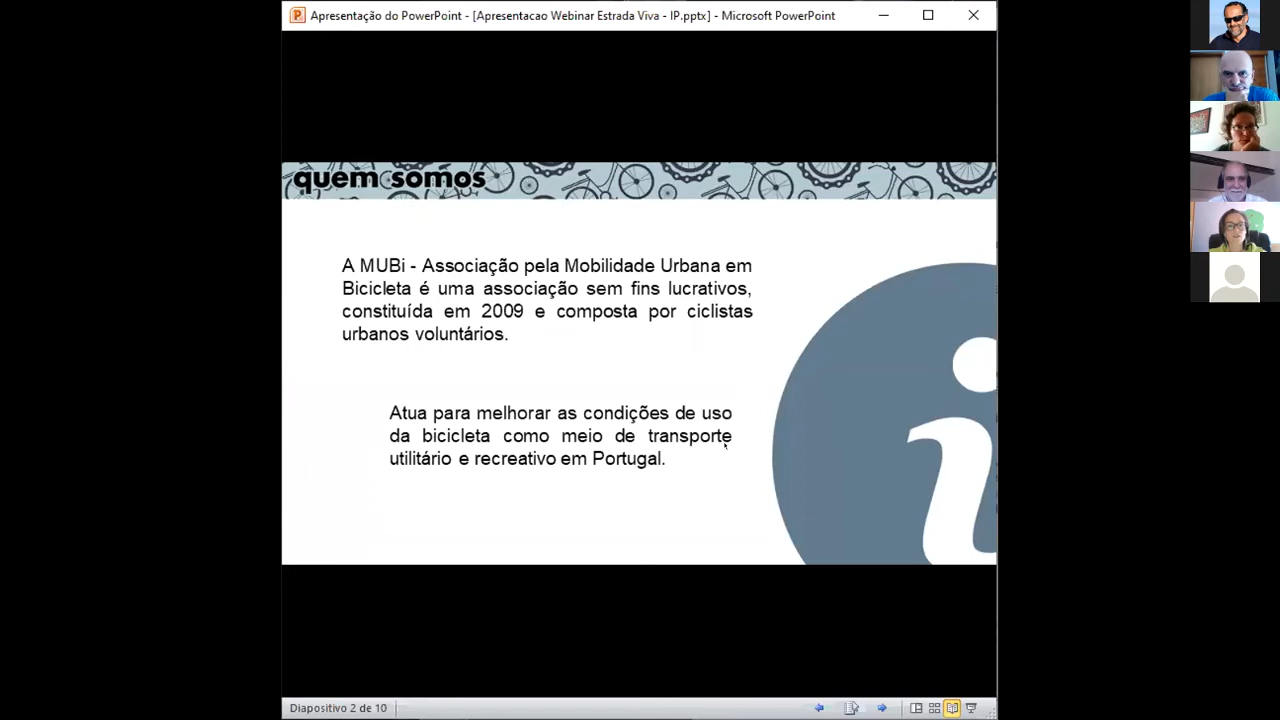 Apresentação do PowerPoint - [Apresentacao Webinar Estrada Viva - IP.pptx] - Microsoft PowerPoint
quem somos
A MUBi - Associação pela Mobilidade Urbana em
Bicicleta é uma associação sem fins lucrativos,
constituída em 2009 e composta por ciclistas
urbanos voluntários.
Atua para melhorar as condições de uso
da bicicleta como meio de transporte
utilitário e recreativo em Portugal.
Diapositivo 2 de 10